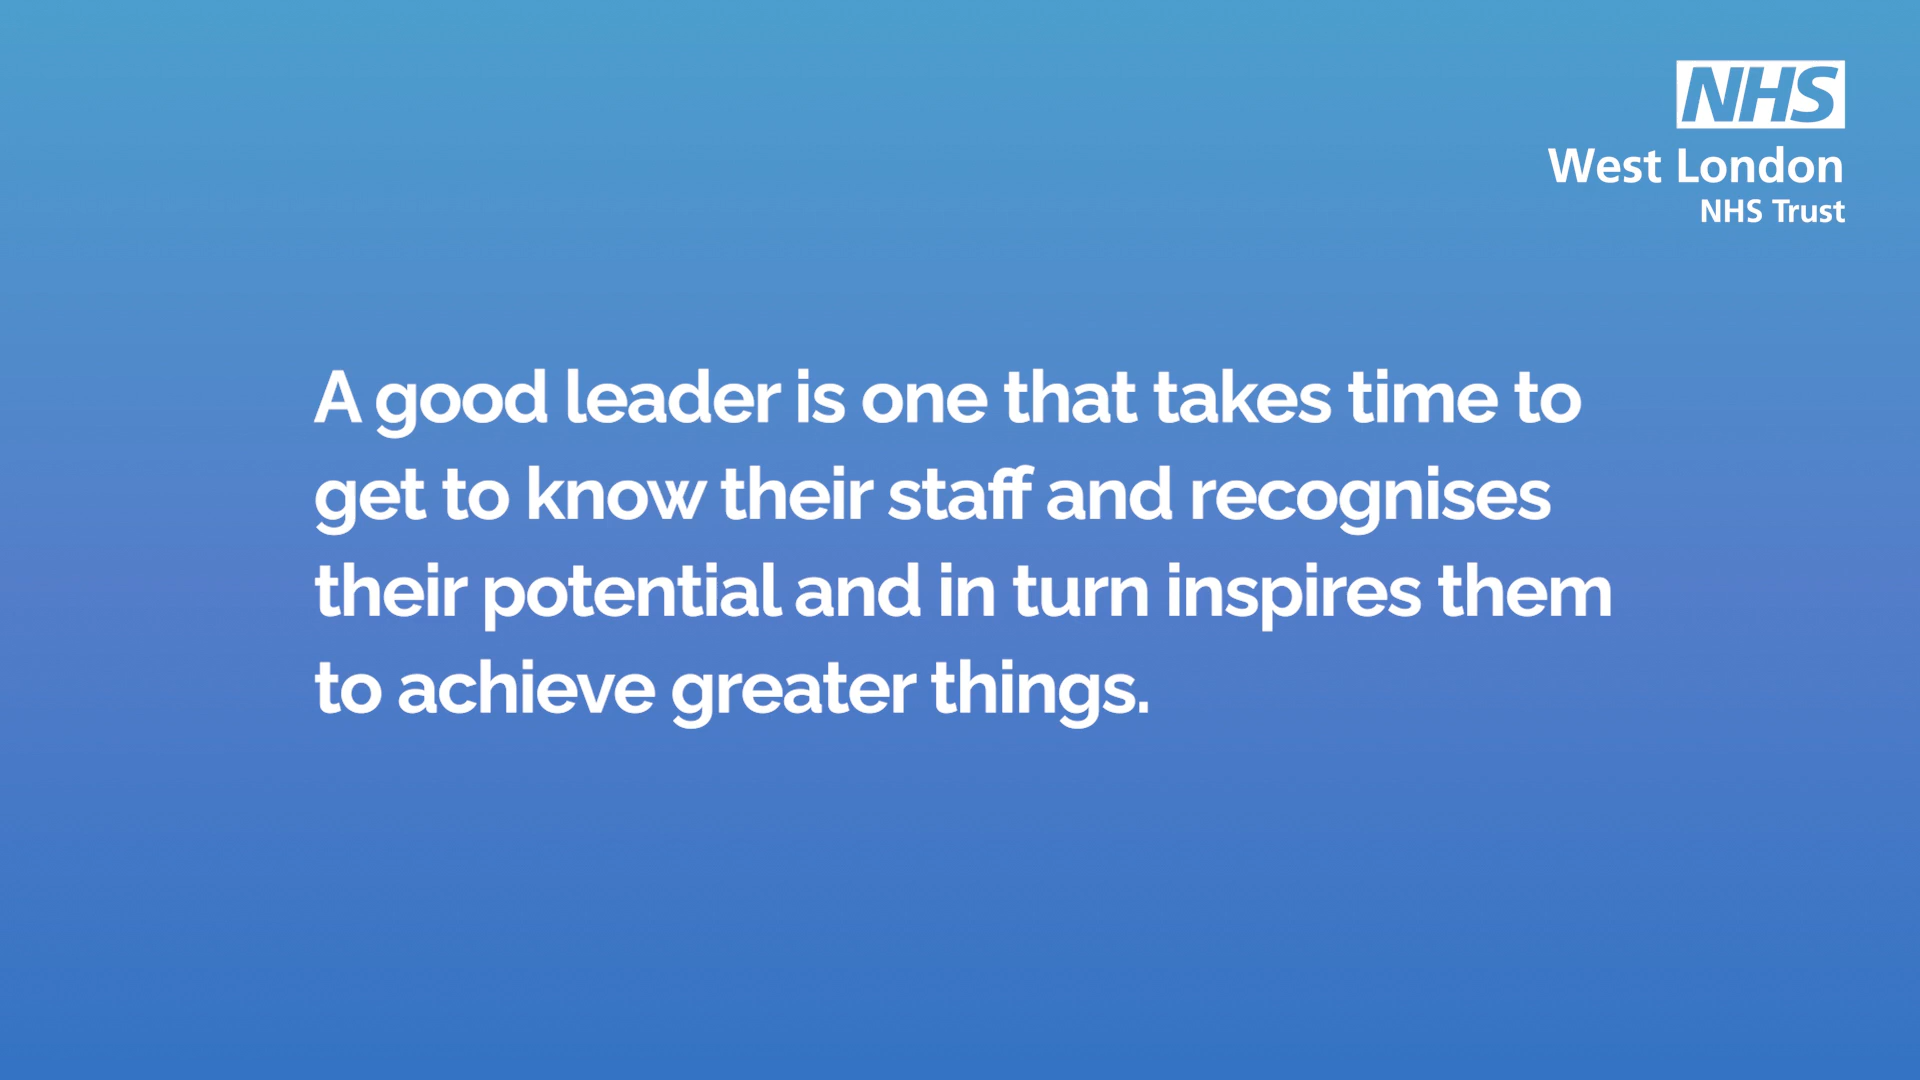 NHS
West London
NHS Trust
A good leader is one that takes time to
get to know their staff and recognises
their potential and in turn inspires them
to achieve greater things.